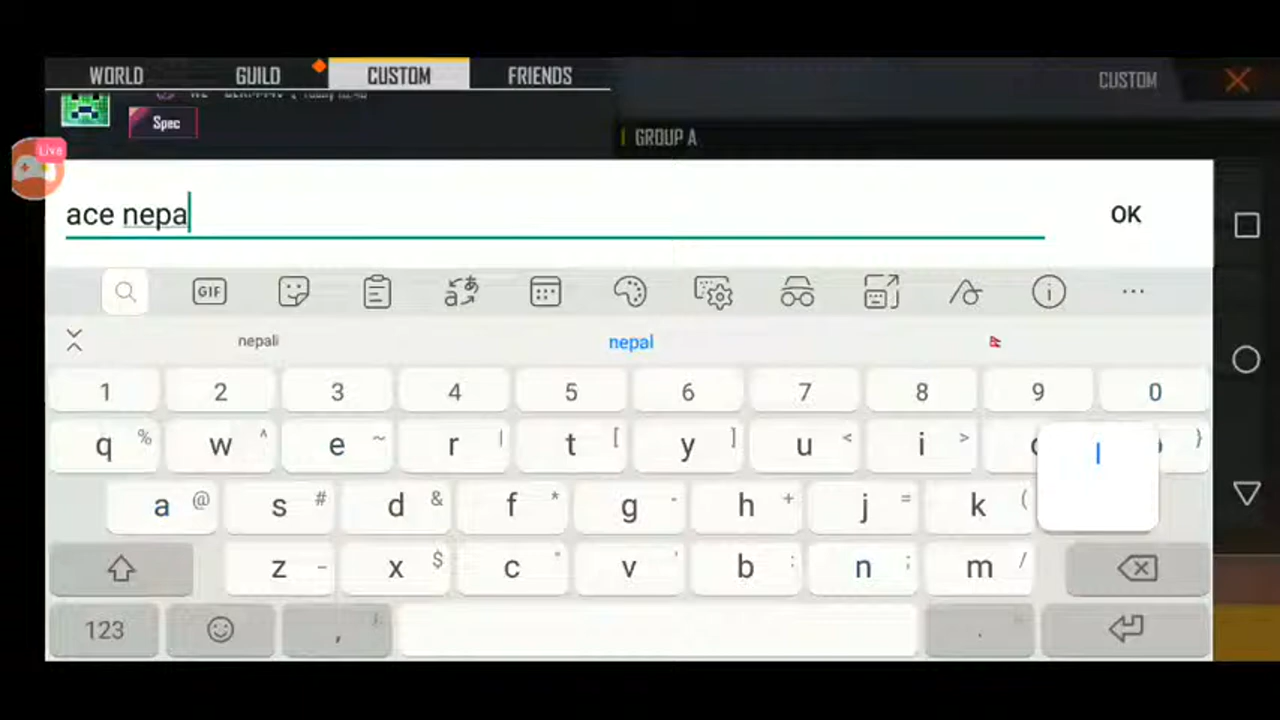 WORLD GUILD CUSTOM FRIENDS
CUSTOM
Spec
GROUP A
Live
ace nepa
OK
GIF
nepali nepal
1 2 3 4 5 6 7 8 9 0
q % w ^ e ~ r | t [ y ] u < i > }
a @ s # d & f * g - h + j = k ( l
z - x $ c " v ' b : n ; m /
123 , .